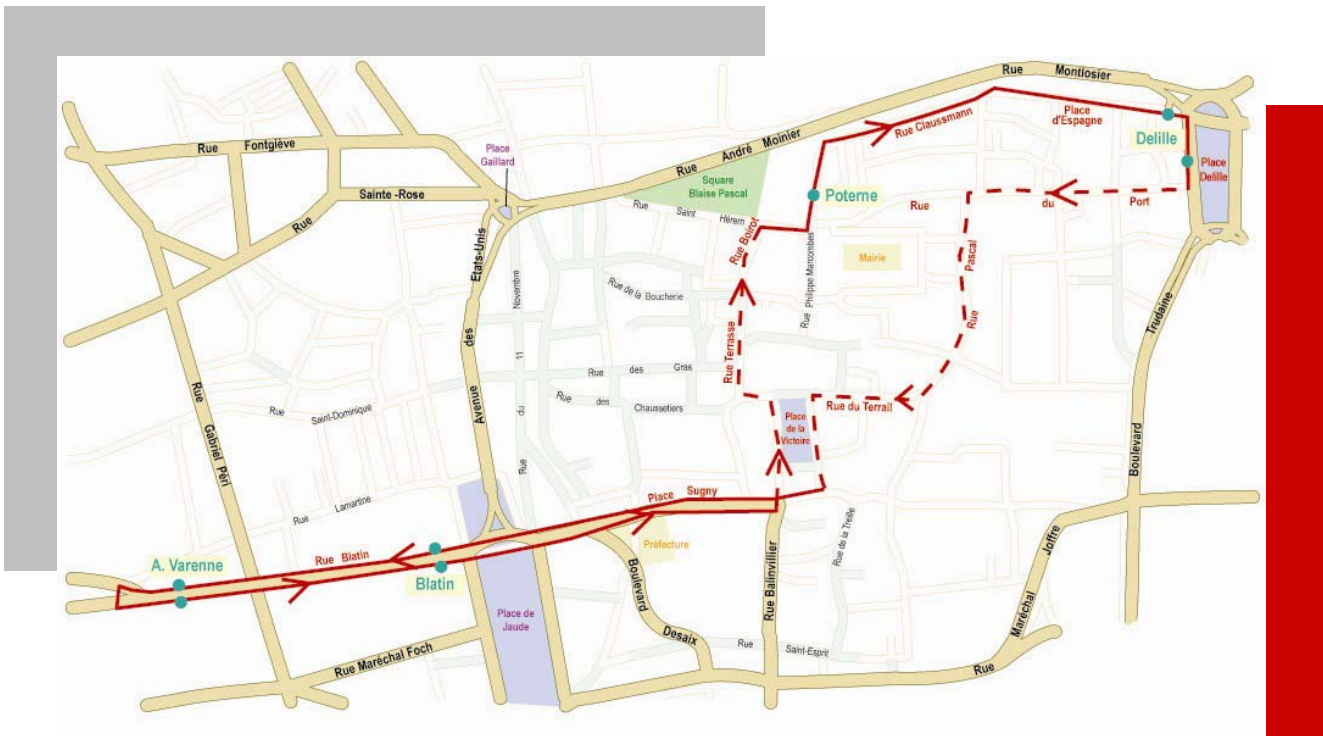 Rue Montlosier
Place
d'Espagne
Rue Claussmann
Delille
Place
Delille
Rue André Moinier
Rue Fontgiève
Place
Gaillard
Square
Blaise Pascal
Sainte -Rose
Rue
Poterne
Rue du Port
Rue Saint Hérem
Rue Boirot
Mairie
Rue Pascal
Rue Philippe Marcombes
Avenue des Etats-Unis
Rue du 11 Novembre
Rue de la Boucherie
Boulevard Trudaine
Rue Terrasse
Rue des Gras
Rue des Chaussetiers
Rue du Terrail
Place
de la
Victoire
Rue Saint-Dominique
Rue Gabriel Péri
Rue Lamartine
Place Sugny
Préfecture
Rue de la Treille
Rue Blatin
A. Varenne
Blatin
Boulevard Desaix
Rue Balinvillier
Place de
Jaude
Rue Maréchal Foch
Rue Saint-Esprit
Rue Maréchal Joffre